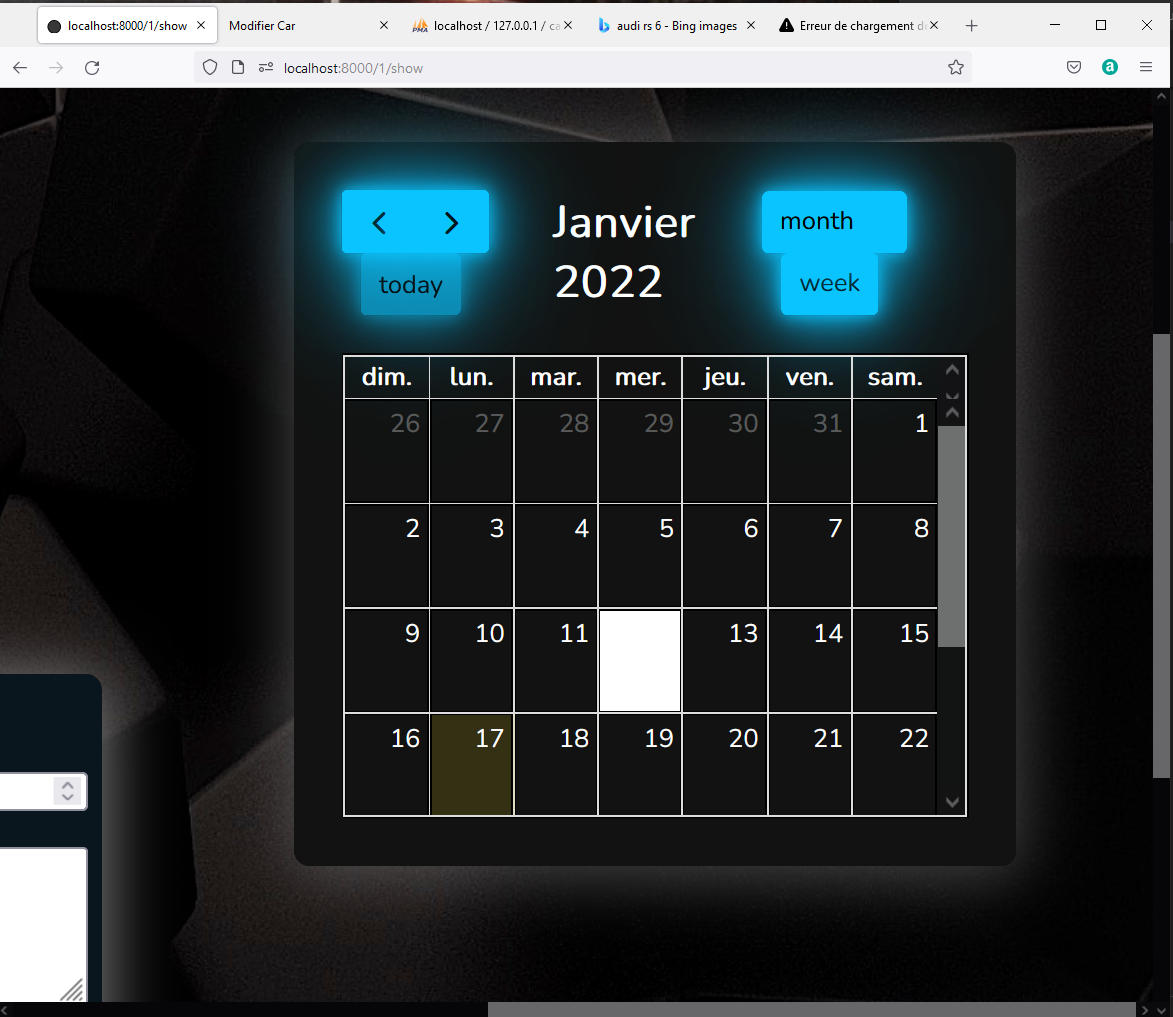 localhost:8000/1/show
Modifier Car
localhost / 127.0.0.1 / ca
audi rs 6 - Bing images
Erreur de chargement de
localhost:8000/1/show
a
Janvier
2022
month
today
week
dim. lun. mar. mer. jeu. ven. sam.
26 27 28 29 30 31 1
2 3 4 5 6 7 8
9 10 11 13 14 15
16 17 18 19 20 21 22